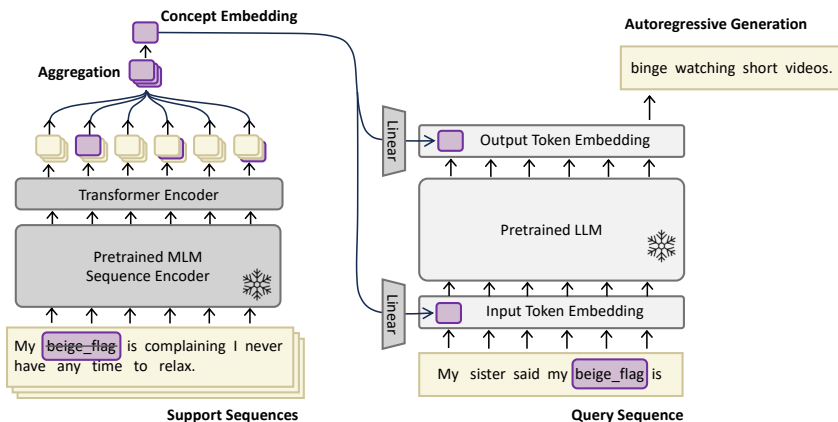 Concept Embedding
Aggregation
Transformer Encoder
Pretrained MLM
Sequence Encoder
My beige_flag is complaining I never
have any time to relax.
Support Sequences
Autoregressive Generation
binge watching short videos.
Linear
Output Token Embedding
Pretrained LLM
Linear
Input Token Embedding
My sister said my beige_flag is
Query Sequence